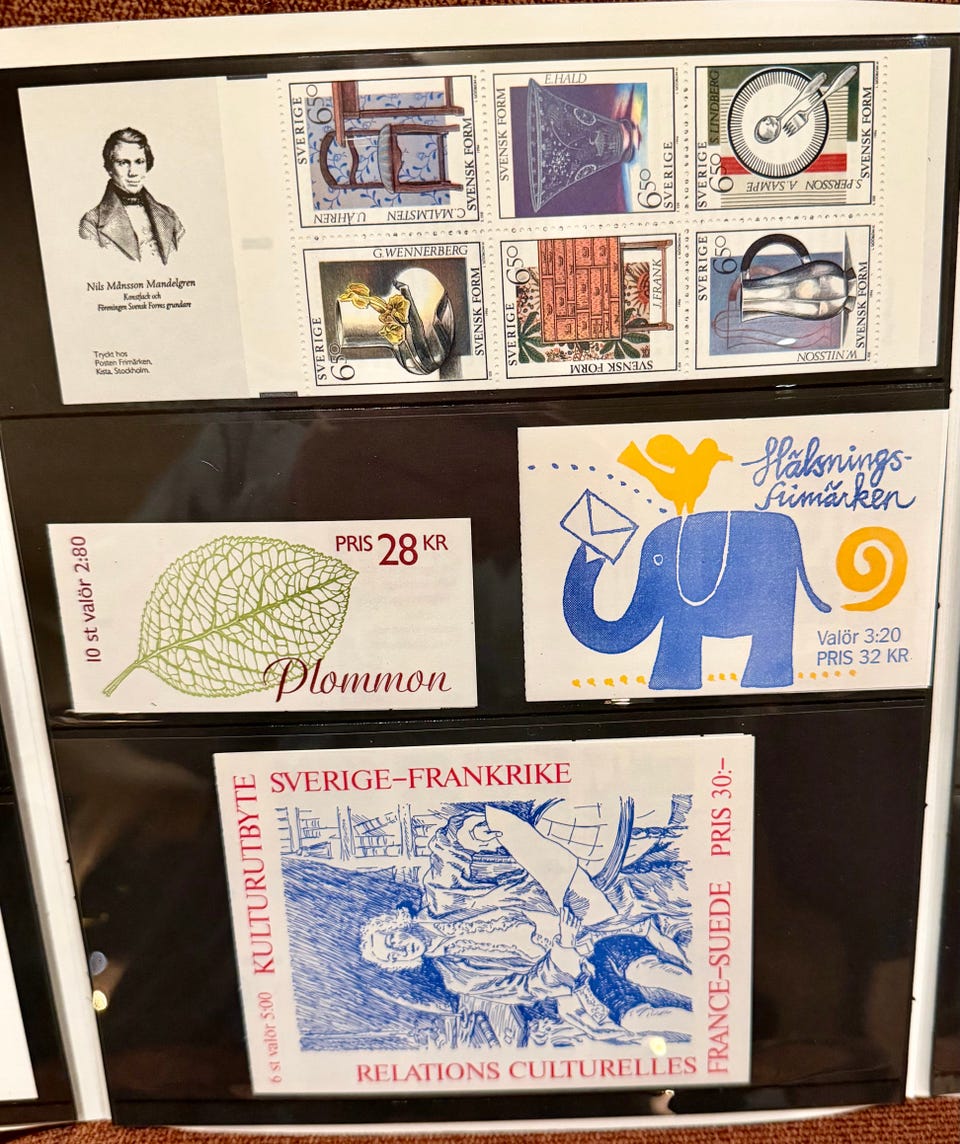 Nils Månsson Mandelgren
Konstfack och
Föreningen Svensk Forms grundare
Tryckt hos
Posten Frimärken,
Kista, Stockholm.
SVERIGE 6,50
U. ÅHREN
C. MALMSTEN
SVENSK FORM
E. HALD
SVENSK FORM
SVERIGE 6,50
SVERIGE 6,50
S. LINDBERG
A. SAMPE
S. PERSSON
SVENSK FORM
G. WENNERBERG
SVERIGE 6,50
SVENSK FORM
SVERIGE 6,50
J. FRANK
SVENSK FORM
SVERIGE 6,50
W. NILSSON
SVENSK FORM
10 st valör 2:80
PRIS 28 KR
Plommon
Hälsnings-
frimärken
Valör 3:20
PRIS 32 KR
SVERIGE–FRANKRIKE
KULTURUTBYTE
6 st valör 5:00
PRIS 30:–
FRANCE–SUEDE
RELATIONS CULTURELLES